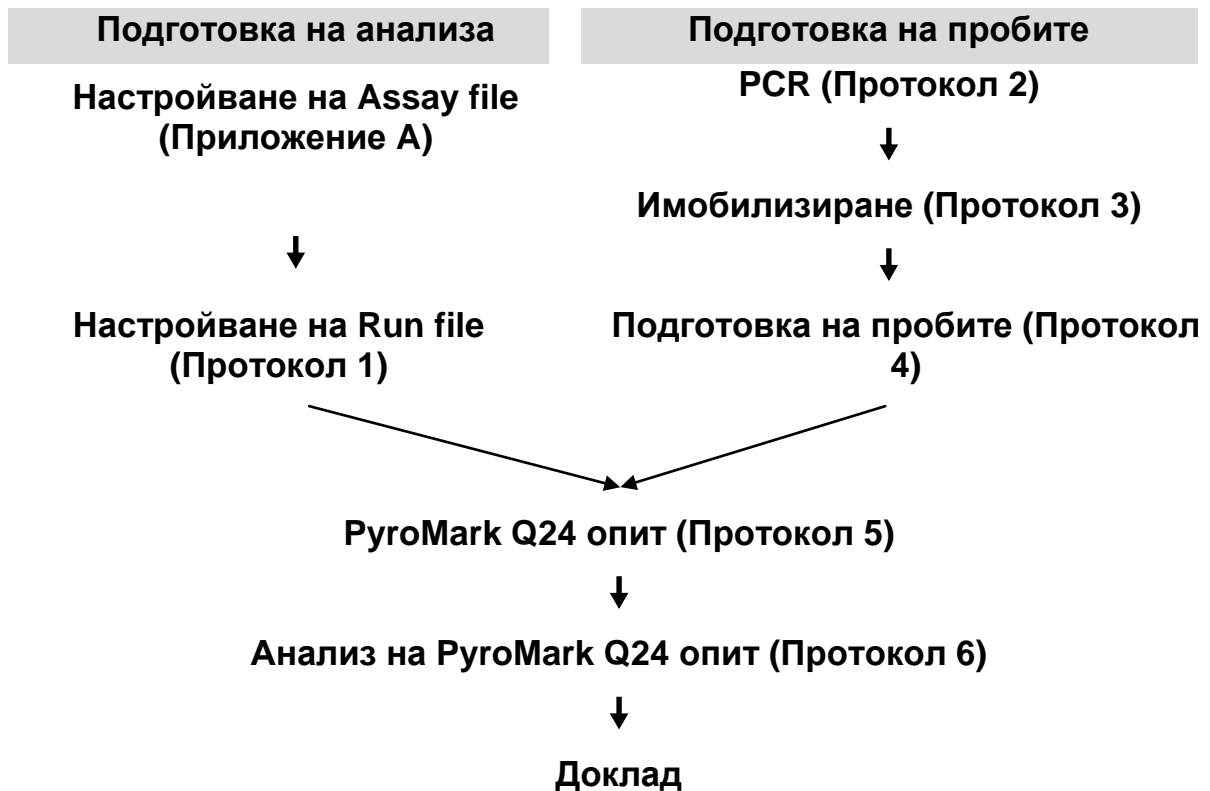 Подготовка на анализа
Настройване на Assay file
(Приложение A)
Настройване на Run file
(Протокол 1)
Подготовка на пробите
PCR (Протокол 2)
Имобилизиране (Протокол 3)
Подготовка на пробите (Протокол
4)
PyroMark Q24 опит (Протокол 5)
Анализ на PyroMark Q24 опит (Протокол 6)
Доклад